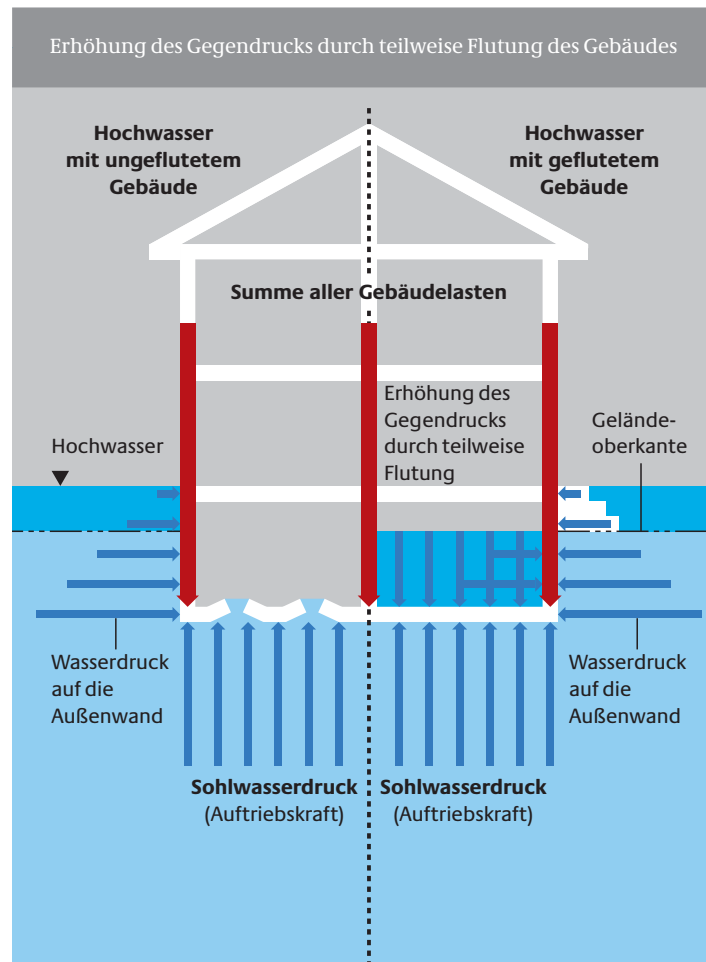 Erhöhung des Gegendrucks durch teilweise Flutung des Gebäudes
Hochwasser
mit ungeflutetem
Gebäude
Hochwasser
mit geflutetem
Gebäude
Summe aller Gebäudelasten
Erhöhung des
Gegendrucks
durch teilweise
Flutung
Hochwasser
Gelände-
oberkante
Wasserdruck
auf die
Außenwand
Wasserdruck
auf die
Außenwand
Sohlwasserdruck
(Auftriebskraft)
Sohlwasserdruck
(Auftriebskraft)